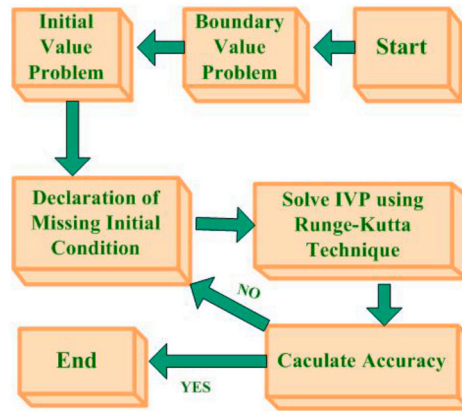 Start
Boundary
Value
Problem
Initial
Value
Problem
Declaration of
Missing Initial
Condition
Solve IVP using
Runge-Kutta
Technique
Caculate Accuracy
NO
YES
End